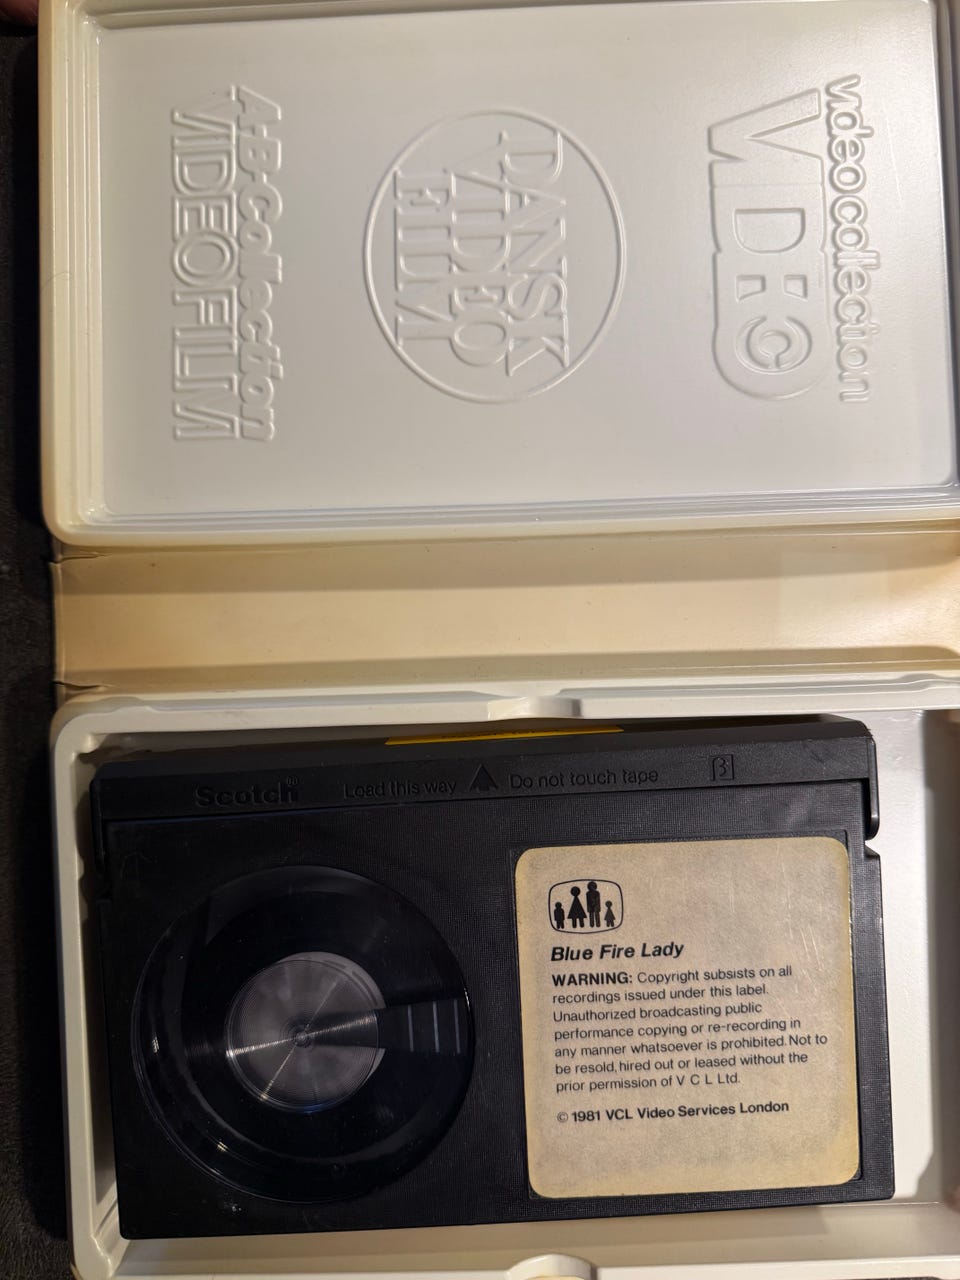 A·B·Collection
VIDEOFILM
DANSK
VIDEO
FILM
videocollection
VIDEO
Scotch® Load this way Do not touch tape β
Blue Fire Lady
WARNING: Copyright subsists on all
recordings issued under this label.
Unauthorized broadcasting public
performance copying or re-recording in
any manner whatsoever is prohibited. Not to
be resold, hired out or leased without the
prior permission of V C L Ltd.
© 1981 VCL Video Services London